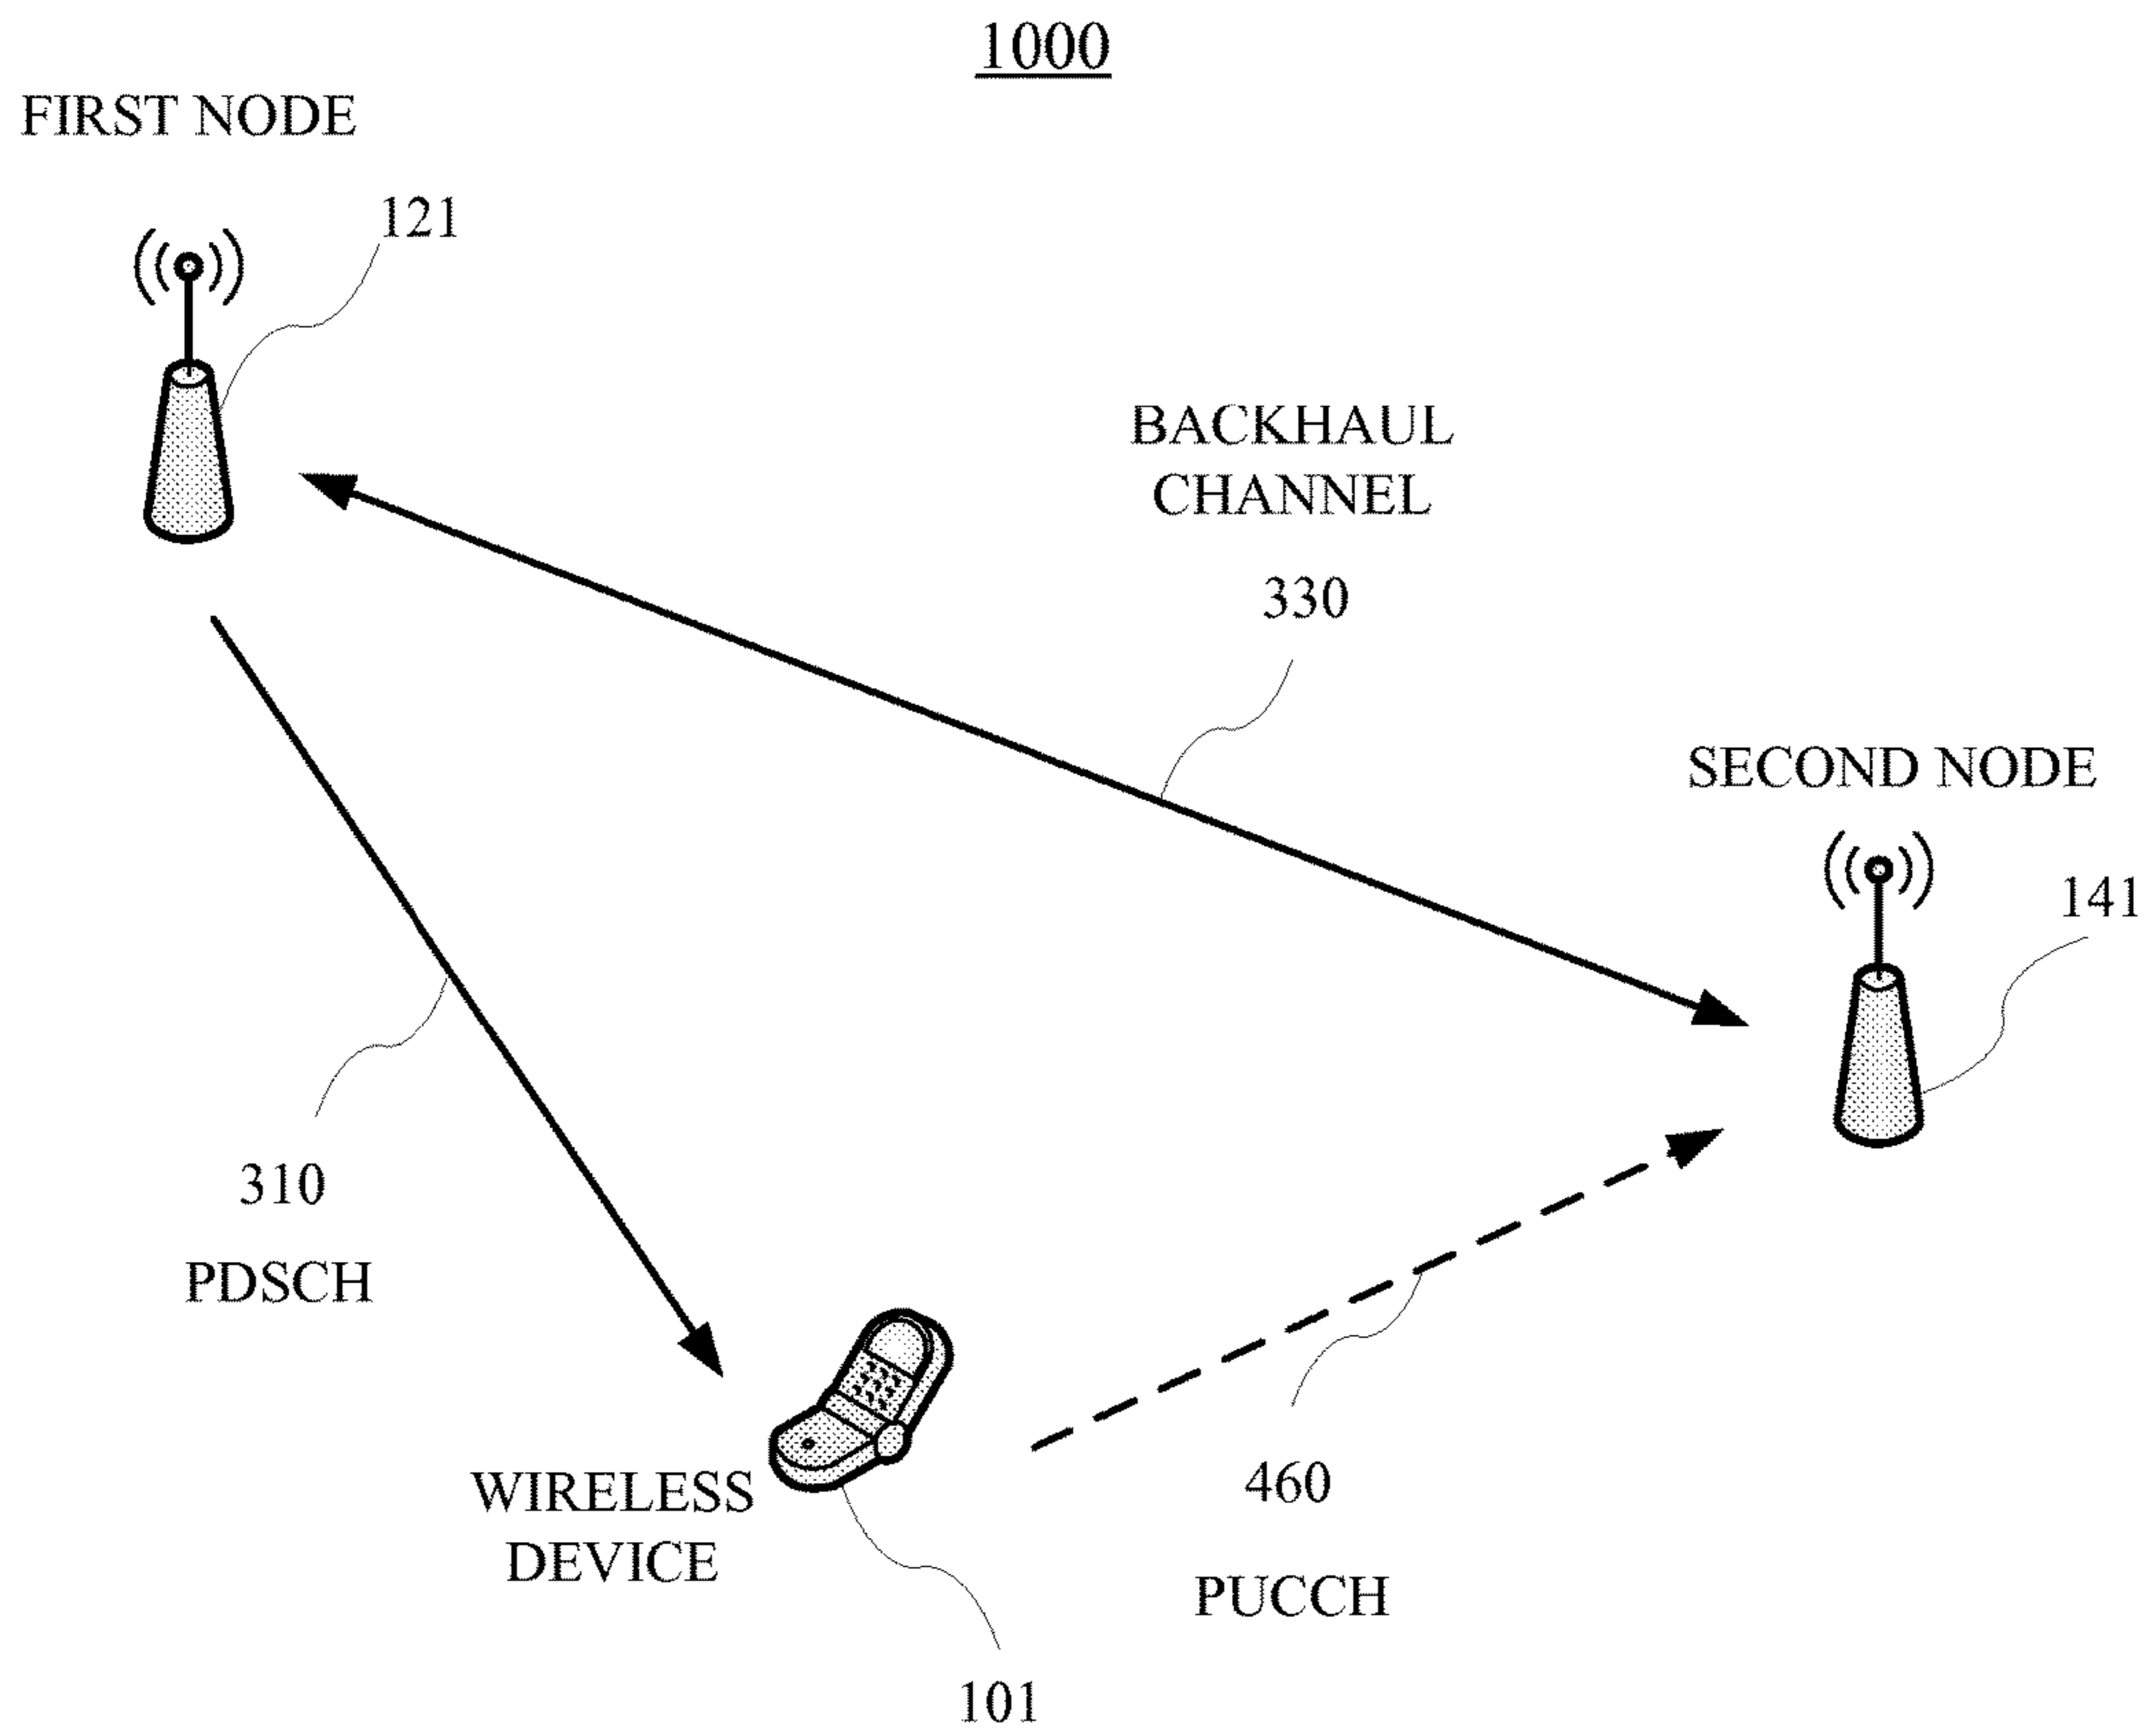 1000
FIRST NODE
121
BACKHAUL
CHANNEL
330
SECOND NODE
141
310
PDSCH
WIRELESS
DEVICE
460
PUCCH
101